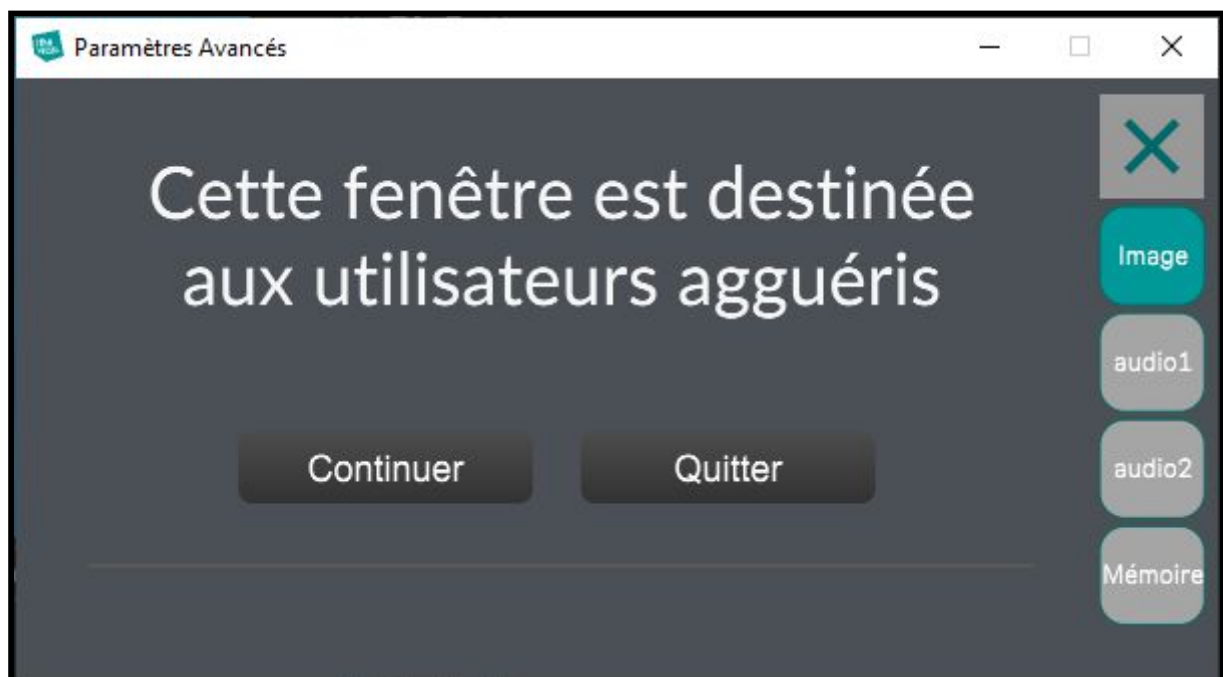 Paramètres Avancés
Cette fenêtre est destinée
aux utilisateurs agguéris
Image
audio1
Continuer
Quitter
audio2
Mémoire